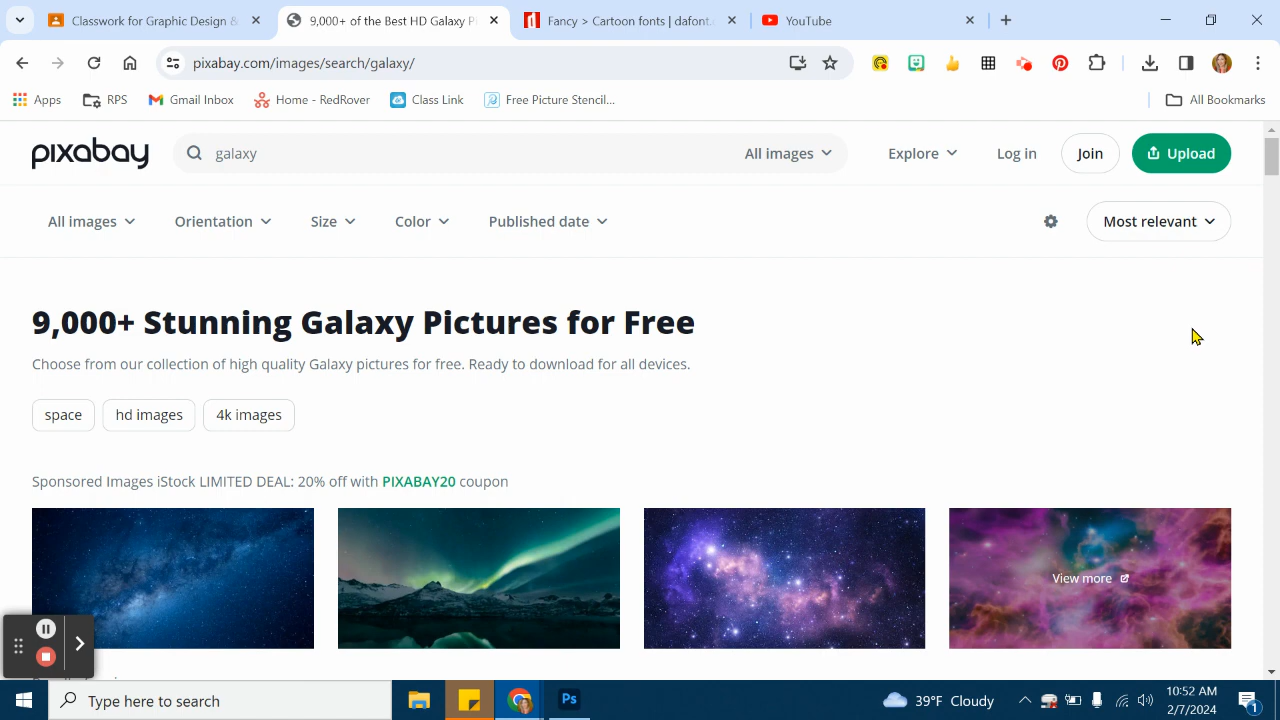 Classwork for Graphic Design &
9,000+ of the Best HD Galaxy Pi
Fancy > Cartoon fonts | dafont.
YouTube
pixabay.com/images/search/galaxy/
Apps
RPS
Gmail Inbox
Home - RedRover
Class Link
Free Picture Stencil...
All Bookmarks
pixabay
galaxy
All images
Explore
Log in
Join
Upload
All images
Orientation
Size
Color
Published date
Most relevant
9,000+ Stunning Galaxy Pictures for Free
Choose from our collection of high quality Galaxy pictures for free. Ready to download for all devices.
space
hd images
4k images
Sponsored Images iStock LIMITED DEAL: 20% off with PIXABAY20 coupon
View more
Type here to search
Ps
39°F Cloudy
10:52 AM
2/7/2024
1